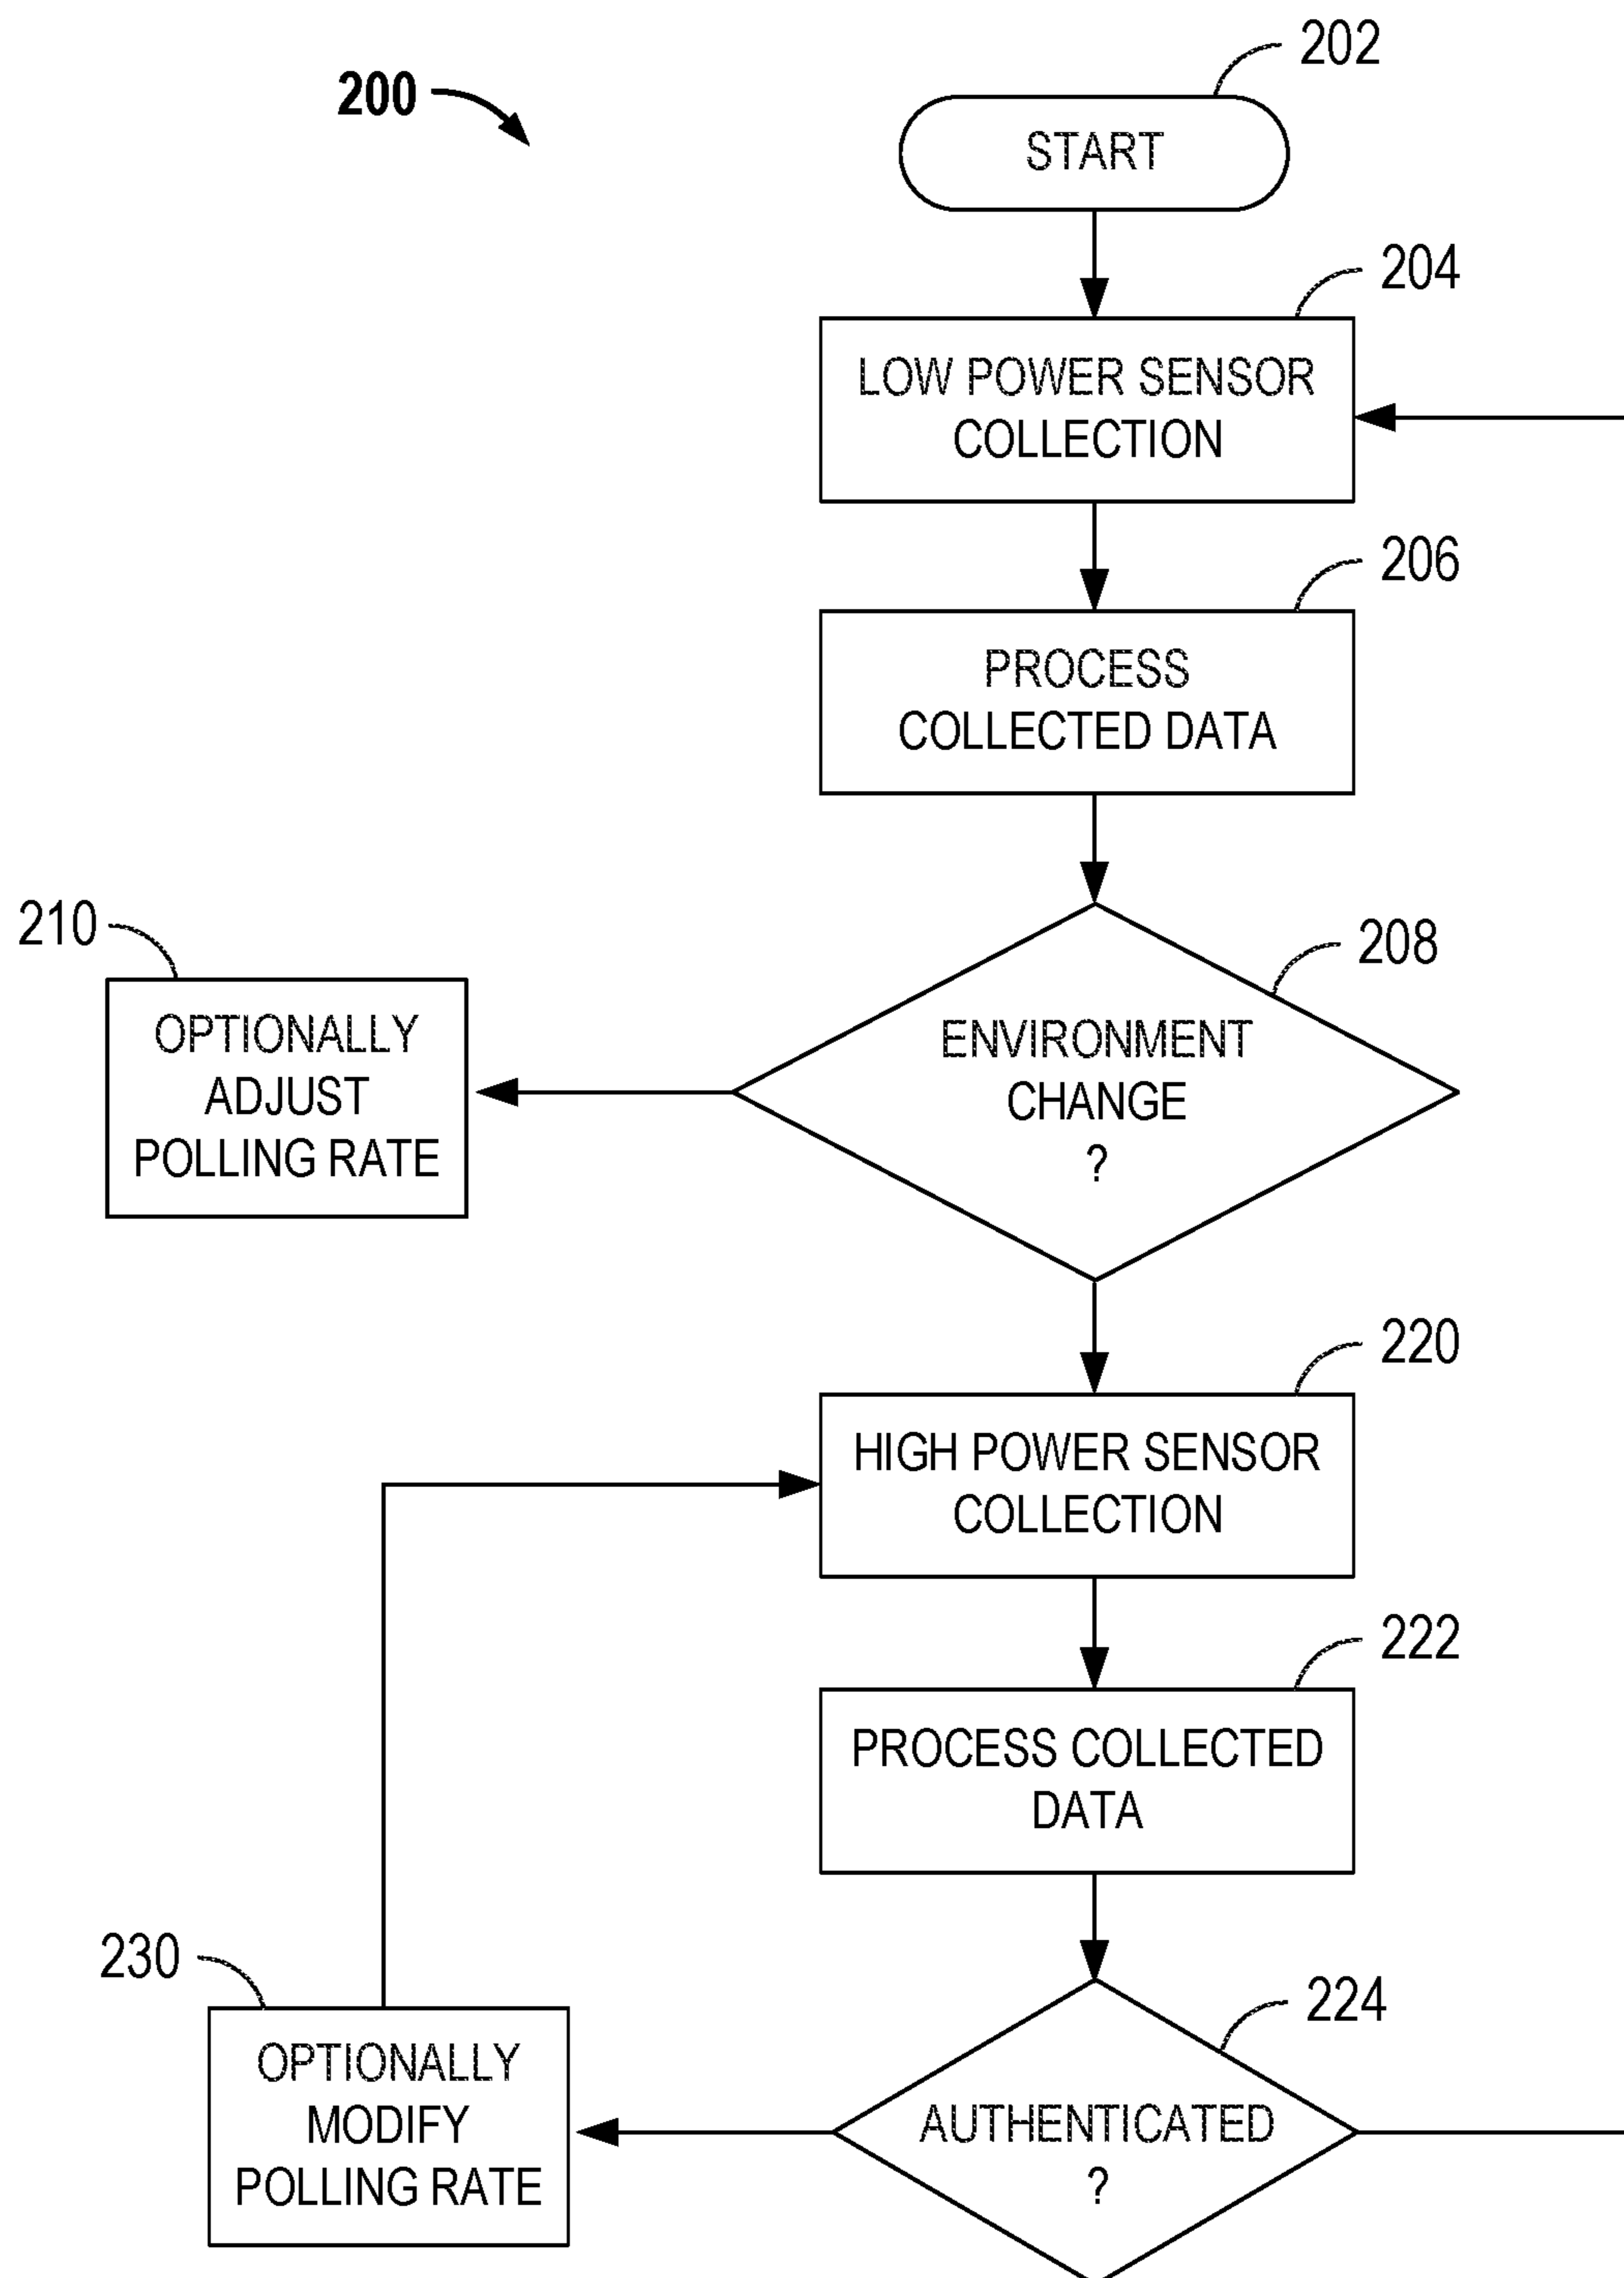 202
200
START
204
LOW POWER SENSOR
COLLECTION
206
PROCESS
COLLECTED DATA
210
208
OPTIONALLY
ADJUST
POLLING RATE
ENVIRONMENT
CHANGE
?
220
HIGH POWER SENSOR
COLLECTION
222
PROCESS COLLECTED
DATA
230
224
OPTIONALLY
MODIFY
POLLING RATE
AUTHENTICATED
?